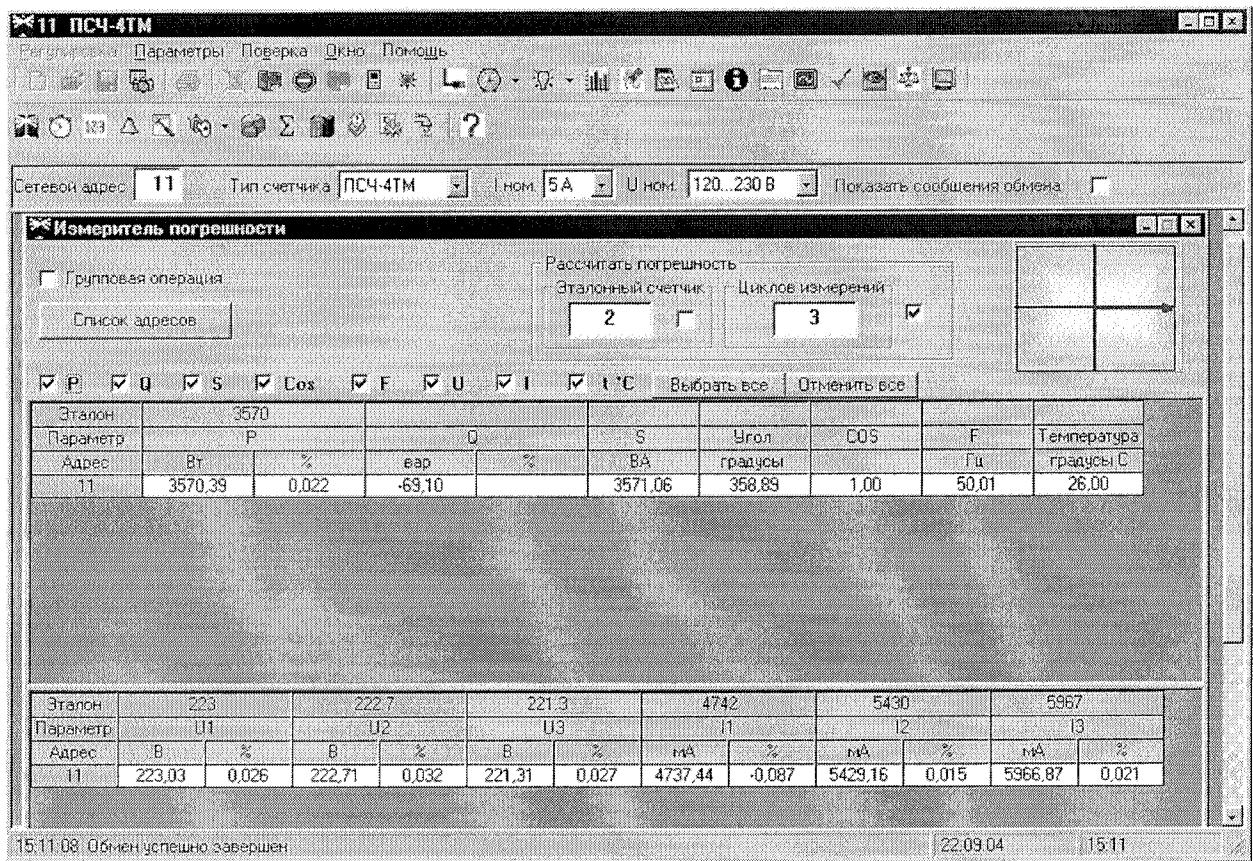 11 ПСЧ-4ТМ
Регулировка Параметры Поверка Окно Помощь
Сетевой адрес 11 Тип счетчика ПСЧ-4ТМ I ном. 5 А U ном. 120...230 В Показать сообщения обмена
Измеритель погрешности
Групповая операция
Список адресов
Рассчитать погрешность
Эталонный счетчик Циклов измерений
2 3
P Q S Cos F U I t °C Выбрать все Отменить все
Эталон 3570
Параметр P Q S Угол COS F Температура
Адрес Вт % вар % ВА градусы Гц градусы С
11 3570,39 0,022 -69,10 3571,06 358,89 1,00 50,01 26,00
Эталон 223 222.7 221.3 4742 5430 5967
Параметр U1 U2 U3 I1 I2 I3
Адрес В % В % В % мА % мА % мА %
11 223,03 0,026 222,71 0,032 221,31 0,027 4737,44 -0,087 5429,16 0,015 5966,87 0,021
15:11:08 Обмен успешно завершен 22.09.04 15:11